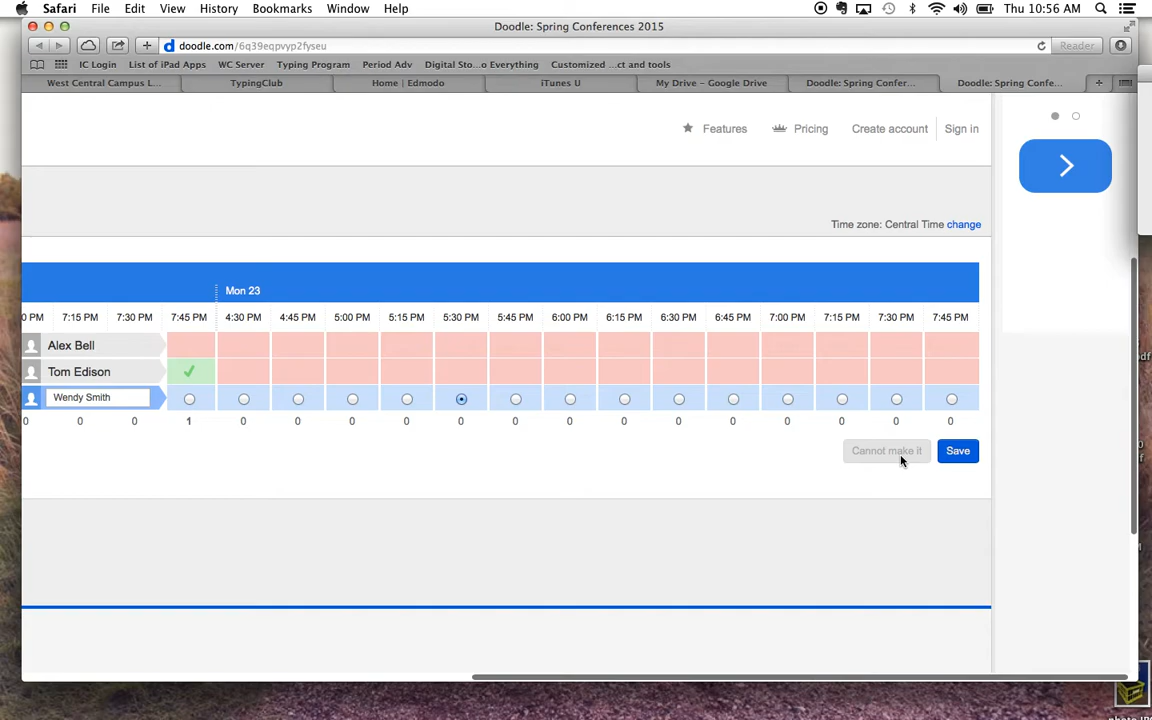 Safari File Edit View History Bookmarks Window Help Thu 10:56 AM
Doodle: Spring Conferences 2015
doodle.com/6q39eqpvyp2fyseu Reader
IC Login List of iPad Apps WC Server Typing Program Period Adv Digital Sto...o Everything Customized ...ct and tools
West Central Campus L... TypingClub Home | Edmodo iTunes U My Drive – Google Drive Doodle: Spring Confer... Doodle: Spring Confe...
Features Pricing Create account Sign in
Time zone: Central Time change
Mon 23
0 PM 7:15 PM 7:30 PM 7:45 PM 4:30 PM 4:45 PM 5:00 PM 5:15 PM 5:30 PM 5:45 PM 6:00 PM 6:15 PM 6:30 PM 6:45 PM 7:00 PM 7:15 PM 7:30 PM 7:45 PM
Alex Bell
Tom Edison
Wendy Smith
0 0 0 1 0 0 0 0 0 0 0 0 0 0 0 0 0 0
Cannot make it Save